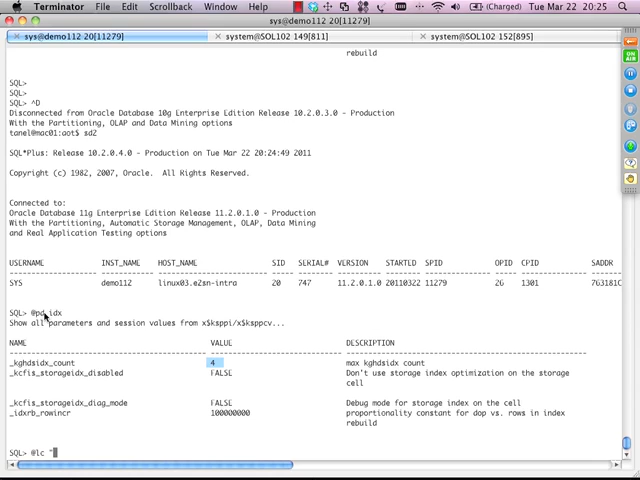 Terminator File Edit Scrollback Window Help (Charged) Tue Mar 22 20:25
sys@demo112 20[11279]
sys@demo112 20[11279] system@SOL102 149[811] system@SOL102 152[895]
rebuild
SQL>
SQL>
SQL> ^D
Disconnected from Oracle Database 10g Enterprise Edition Release 10.2.0.3.0 - Production
With the Partitioning, OLAP and Data Mining options
tanel@mac01:aot$ sd2
SQL*Plus: Release 10.2.0.4.0 - Production on Tue Mar 22 20:24:49 2011
Copyright (c) 1982, 2007, Oracle. All Rights Reserved.
Connected to:
Oracle Database 11g Enterprise Edition Release 11.2.0.1.0 - Production
With the Partitioning, Automatic Storage Management, OLAP, Data Mining
and Real Application Testing options
USERNAME INST_NAME HOST_NAME SID SERIAL# VERSION STARTED SPID OPID CPID SADDR
SYS demo112 linux03.e2sn-intra 20 747 11.2.0.1.0 20110322 11279 26 1301 763181C
SQL> @pd idx
Show all parameters and session values from x$ksppi/x$ksppcv...
NAME VALUE DESCRIPTION
_kghdsidx_count 4 max kghdsidx count
_kcfis_storageidx_disabled FALSE Don't use storage index optimization on the storage
cell
_kcfis_storageidx_diag_mode FALSE Debug mode for storage index on the cell
_idxrb_rowincr 100000000 proportionality constant for dop vs. rows in index
rebuild
SQL> @lc "
ON
AIR